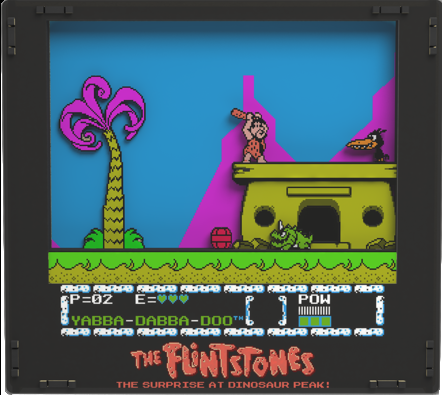 P=02 E=♥♥♥
POW
YABBA-DABBA-DOO™
THE FLINTSTONES
THE SURPRISE AT DINOSAUR PEAK!